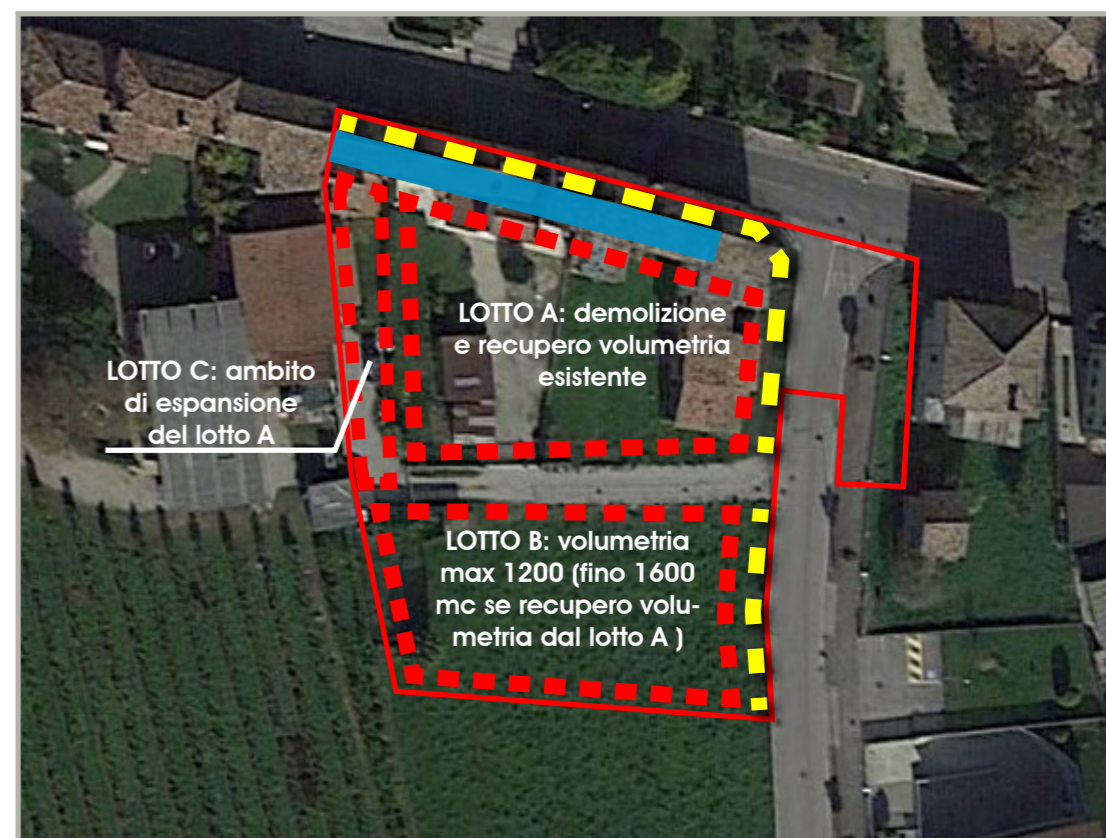 LOTTO A: demolizione
e recupero volumetria
esistente
LOTTO C: ambito
di espansione
del lotto A
LOTTO B: volumetria
max 1200 (fino 1600
mc se recupero volu-
metria dal lotto A )